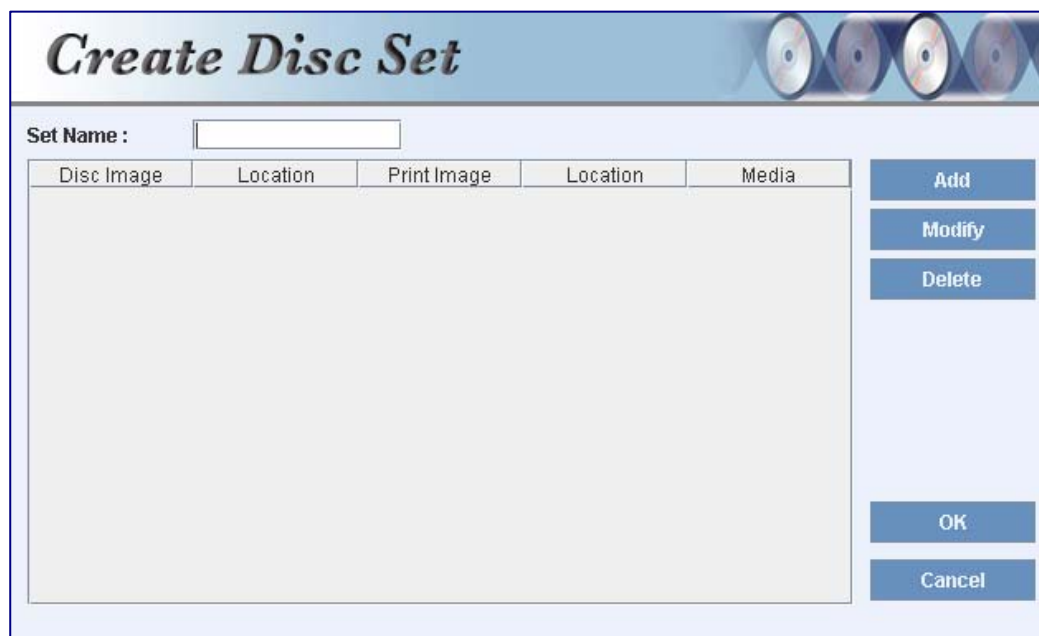 Create Disc Set
Set Name :
Disc Image Location Print Image Location Media
Add
Modify
Delete
OK
Cancel